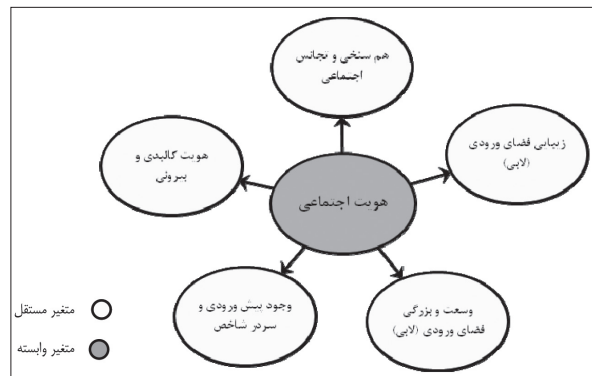 هم سنخی و تجانس
اجتماعی
زیبایی فضای ورودی
(لابی)
هویت کالبدی و
بیرونی
هویت اجتماعی
وسعت و بزرگی
فضای ورودی (لابی)
وجود پیش ورودی و
سردر شاخص
متغیر مستقل
متغیر وابسته